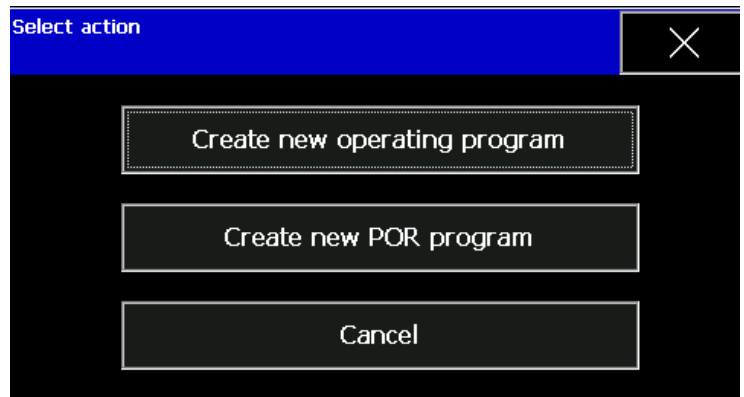 Select action
Create new operating program
Create new POR program
Cancel